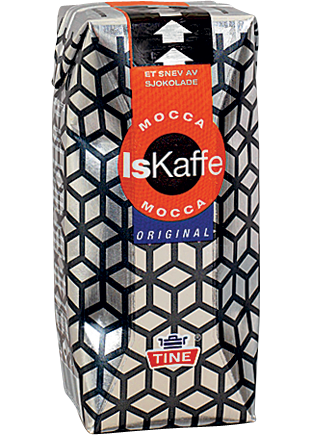 ET SNEV AV
SJOKOLADE
MOCCA
IsKaffe
MOCCA
ORIGINAL
TINE
®